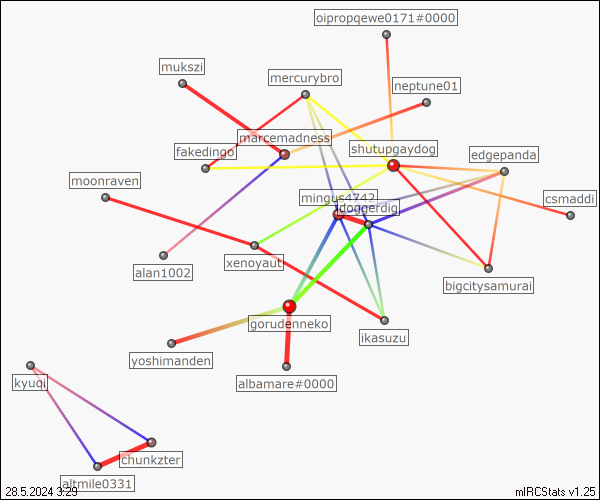 oipropqewe0171#0000
mukszi
mercurybro
neptune01
marcemadness
shutupgaydog
fakedingo
edgepanda
moonraven
mingus4742
csmaddi
doggerdig
xenoyaut
alan1002
bigcitysamurai
gorudenneko
ikasuzu
yoshimanden
albamare#0000
kyuqi
chunkzter
altmile0331
28.5.2024 3:29
mIRCStats v1.25